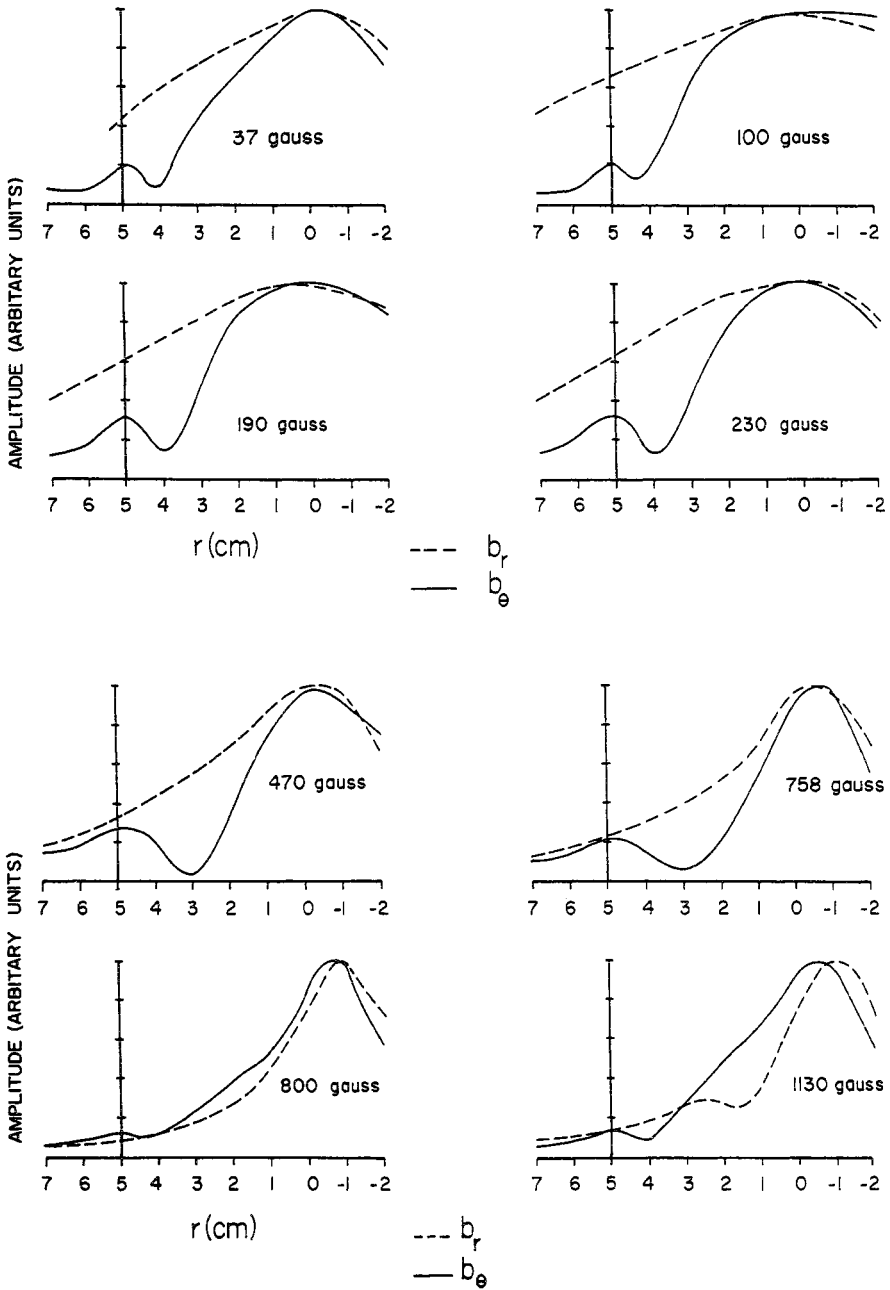 AMPLITUDE (ARBITARY UNITS)
37 gauss
7 6 5 4 3 2 1 0 -1 -2
100 gauss
7 6 5 4 3 2 1 0 -1 -2
190 gauss
7 6 5 4 3 2 1 0 -1 -2
230 gauss
7 6 5 4 3 2 1 0 -1 -2
r (cm)
b_r
b_θ
AMPLITUDE (ARBITARY UNITS)
470 gauss
7 6 5 4 3 2 1 0 -1 -2
758 gauss
7 6 5 4 3 2 1 0 -1 -2
800 gauss
7 6 5 4 3 2 1 0 -1 -2
1130 gauss
7 6 5 4 3 2 1 0 -1 -2
r (cm)
b_r
b_θ